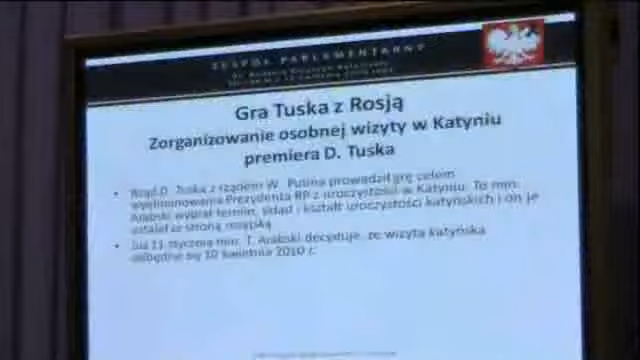 ZESPÓŁ PARLAMENTARNY
Gra Tuska z Rosją
Zorganizowanie osobnej wizyty w Katyniu
premiera D. Tuska
• Rząd D. Tuska z rządem W. Putina prowadził grę celem
wyeliminowania Prezydenta RP z uroczystości w Katyniu. To min.
Arabski wybrał termin, skład i kształt uroczystości katyńskich i on je
ustalał ze stroną rosyjską
• Już 11 stycznia min. T. Arabski decyduje, że wizyta katyńska
odbędzie się 10 kwietnia 2010 r.